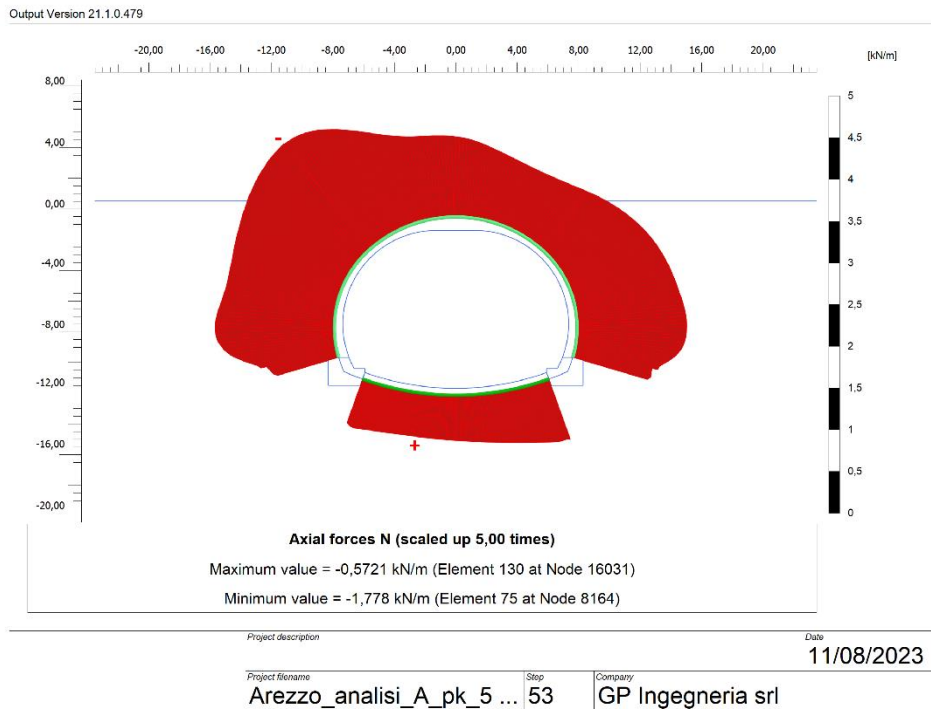 Output Version 21.1.0.479
-20,00 -16,00 -12,00 -8,00 -4,00 0,00 4,00 8,00 12,00 16,00 20,00
[kN/m]
8,00
4,00
0,00
-4,00
-8,00
-12,00
-16,00
-20,00
-
+
5
4,5
4
3,5
3
2,5
2
1,5
1
0,5
0
Axial forces N (scaled up 5,00 times)
Maximum value = -0,5721 kN/m (Element 130 at Node 16031)
Minimum value = -1,778 kN/m (Element 75 at Node 8164)
Project description
Date
11/08/2023
Project filename
Step
Company
Arezzo_analisi_A_pk_5 ... 53 GP Ingegneria srl